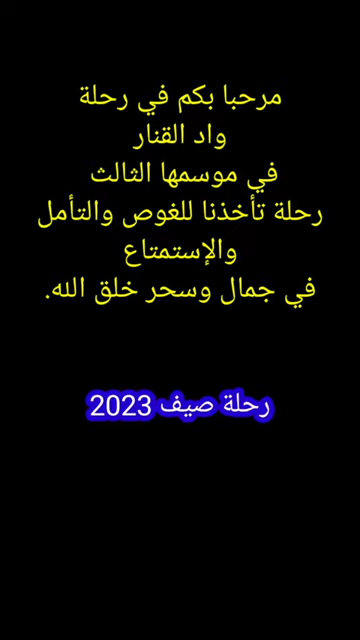 مرحبا بكم في رحلة
واد القنار
في موسمها الثالث
رحلة تأخذنا للغوص والتأمل
والإستمتاع
في جمال وسحر خلق الله.
رحلة صيف 2023